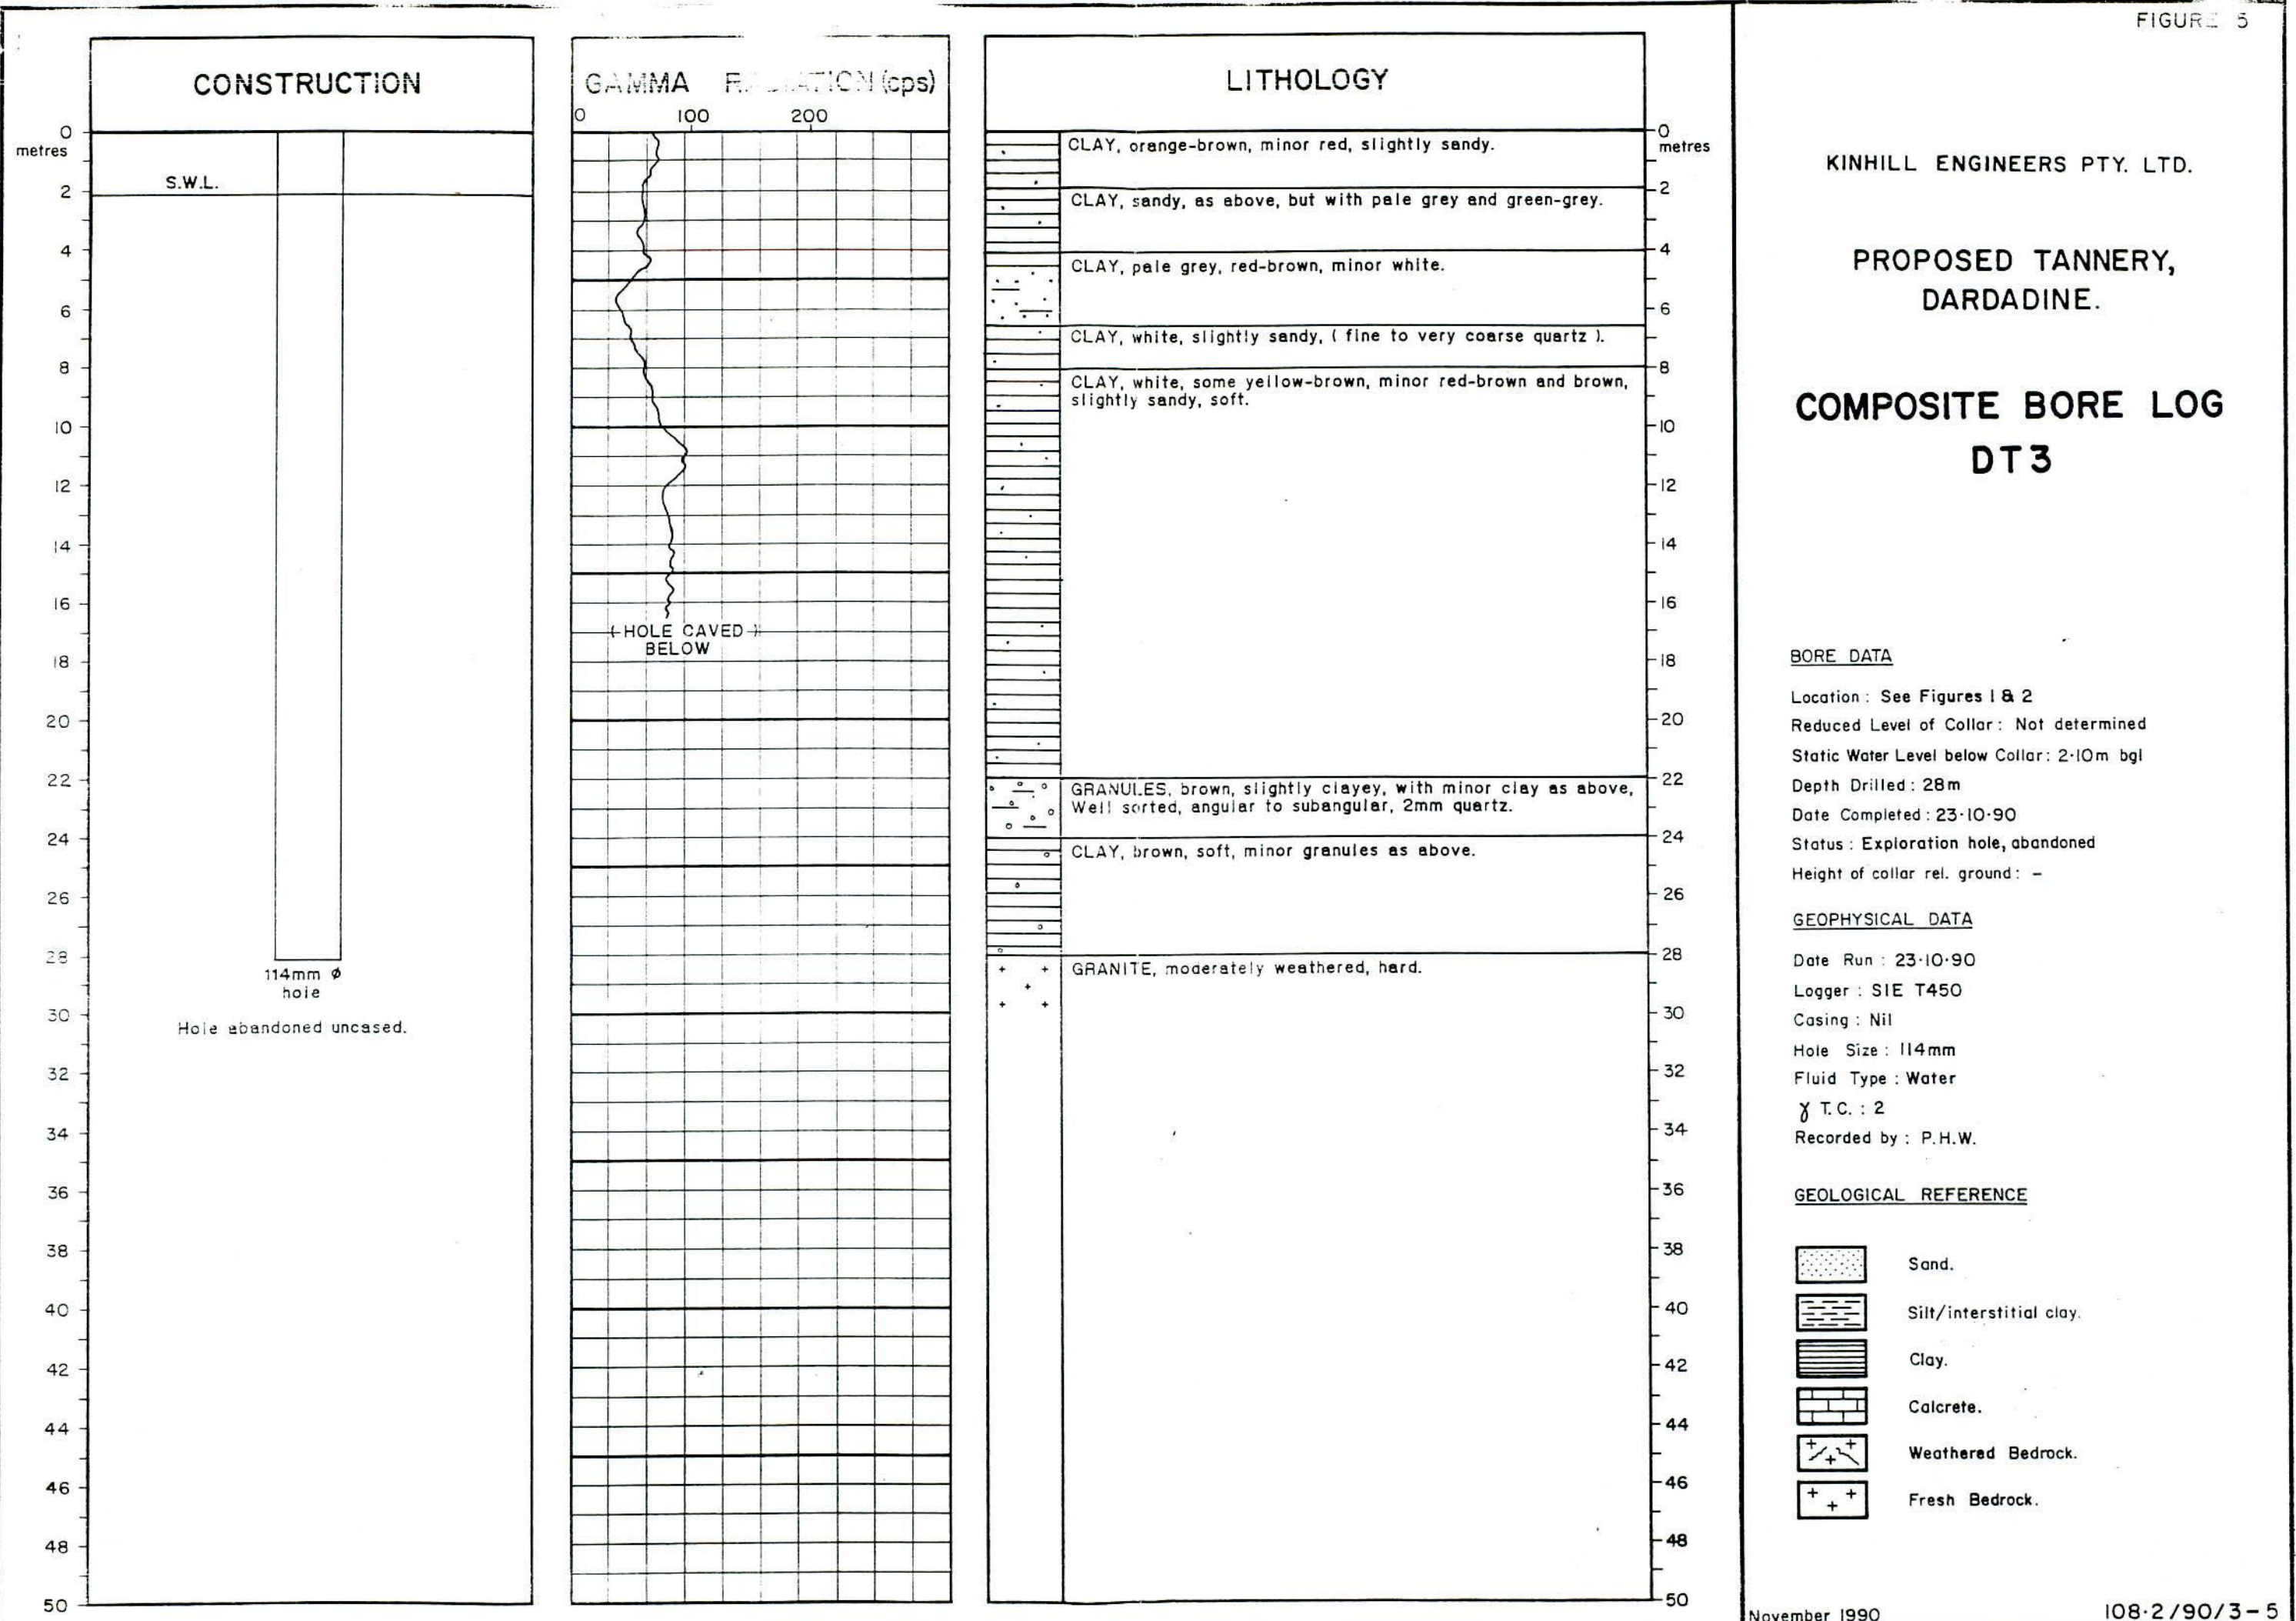 FIGURE 5
CONSTRUCTION
0
metres
S.W.L.
2
4
6
8
10
12
14
16
18
20
22
24
26
28
114mm Ø
hole
30
Hole abandoned uncased.
32
34
36
38
40
42
44
46
48
50
GAMMA RADIATION (cps)
0 100 200
(HOLE CAVED)
BELOW
LITHOLOGY
CLAY, orange-brown, minor red, slightly sandy.
CLAY, sandy, as above, but with pale grey and green-grey.
CLAY, pale grey, red-brown, minor white.
CLAY, white, slightly sandy, ( fine to very coarse quartz ).
CLAY, white, some yellow-brown, minor red-brown and brown,
slightly sandy, soft.
GRANULES, brown, slightly clayey, with minor clay as above,
Well sorted, angular to subangular, 2mm quartz.
CLAY, brown, soft, minor granules as above.
GRANITE, moderately weathered, hard.
0
metres
2
4
6
8
10
12
14
16
18
20
22
24
26
28
30
32
34
36
38
40
42
44
46
48
50
KINHILL ENGINEERS PTY. LTD.
PROPOSED TANNERY,
DARDADINE.
COMPOSITE BORE LOG
DT3
BORE DATA
Location : See Figures 1 & 2
Reduced Level of Collar : Not determined
Static Water Level below Collar : 2·10m bgl
Depth Drilled : 28m
Date Completed : 23·10·90
Status : Exploration hole, abandoned
Height of collar rel. ground : –
GEOPHYSICAL DATA
Date Run : 23·10·90
Logger : SIE T450
Casing : Nil
Hole Size : 114mm
Fluid Type : Water
γ T.C. : 2
Recorded by : P.H.W.
GEOLOGICAL REFERENCE
Sand.
Silt/interstitial clay.
Clay.
Calcrete.
Weathered Bedrock.
Fresh Bedrock.
November 1990
108·2/90/3-5